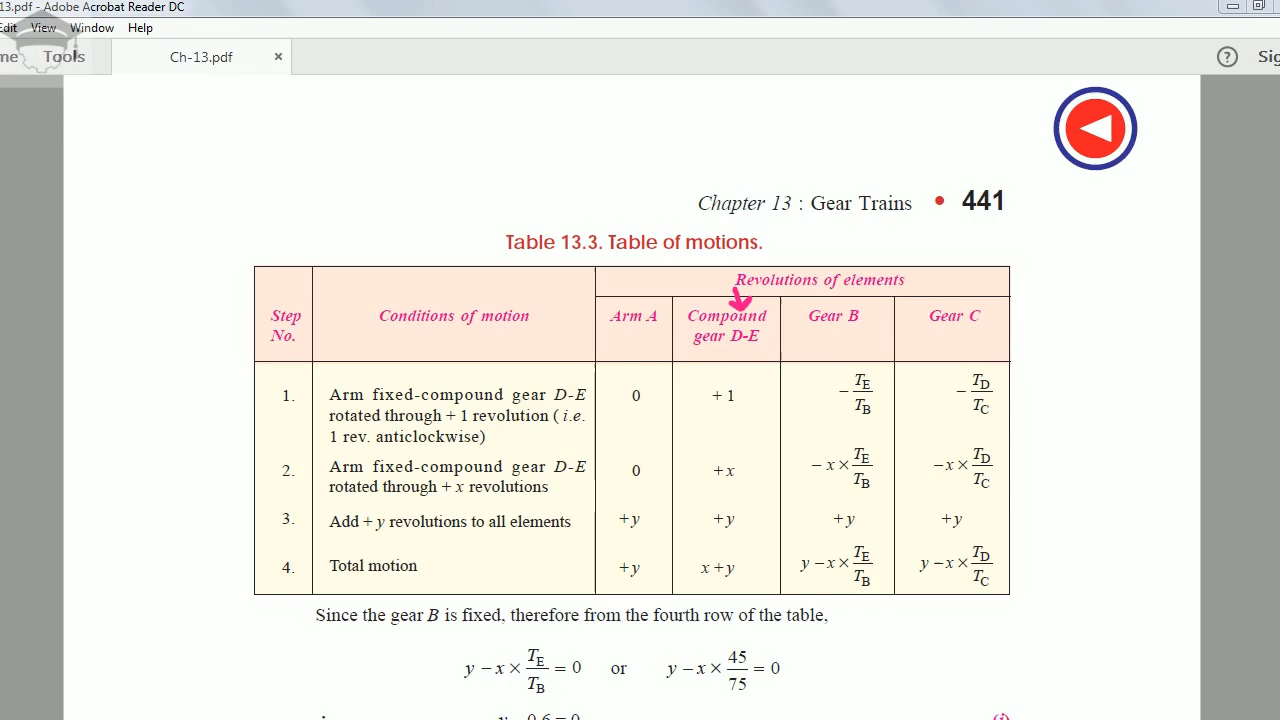 13.pdf - Adobe Acrobat Reader DC
Edit View Window Help
me Tools Ch-13.pdf × ? Sig
Chapter 13 : Gear Trains • 441
Table 13.3. Table of motions.
Revolutions of elements
Step No. Conditions of motion Arm A Compound gear D-E Gear B Gear C
1. Arm fixed-compound gear D-E 0 + 1 − T_E/T_B − T_D/T_C
rotated through + 1 revolution ( i.e.
1 rev. anticlockwise)
2. Arm fixed-compound gear D-E 0 + x − x × T_E/T_B − x × T_D/T_C
rotated through + x revolutions
3. Add + y revolutions to all elements + y + y + y + y
4. Total motion + y x + y y − x × T_E/T_B y − x × T_D/T_C
Since the gear B is fixed, therefore from the fourth row of the table,
y − x × T_E/T_B = 0 or y − x × 45/75 = 0